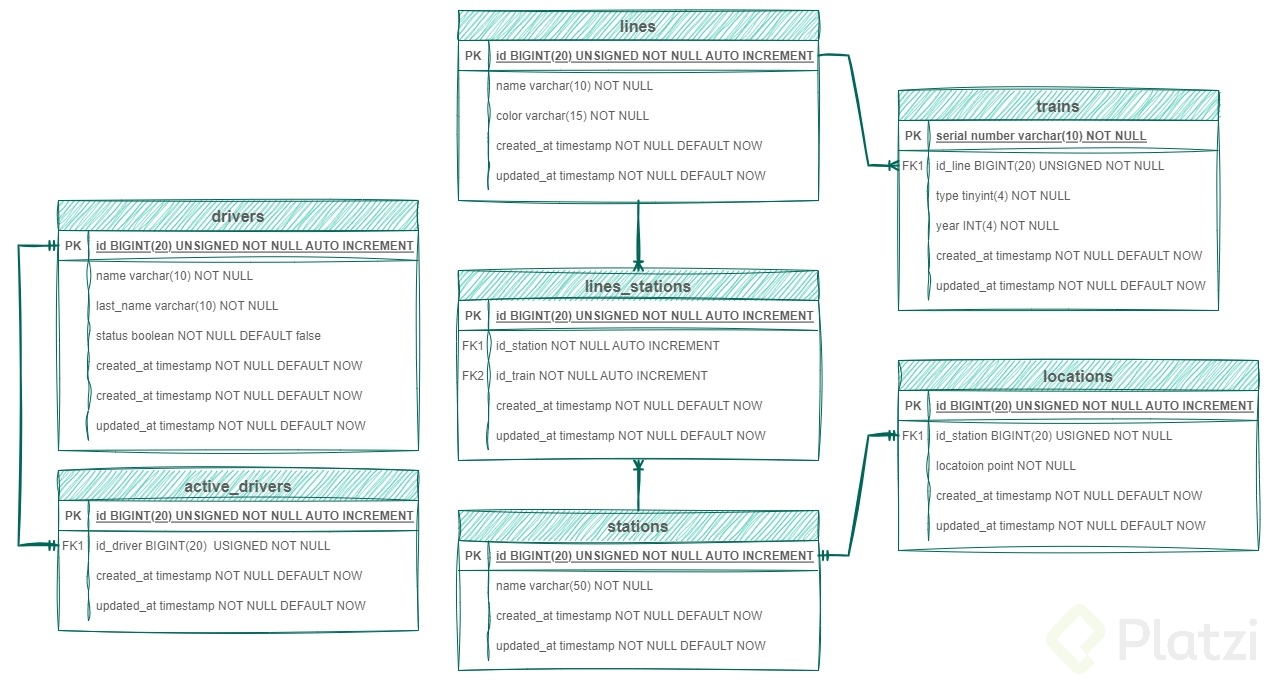 lines
PK id BIGINT(20) UNSIGNED NOT NULL AUTO INCREMENT
name varchar(10) NOT NULL
color varchar(15) NOT NULL
created_at timestamp NOT NULL DEFAULT NOW
updated_at timestamp NOT NULL DEFAULT NOW
trains
PK serial number varchar(10) NOT NULL
FK1 id_line BIGINT(20) UNSIGNED NOT NULL
type tinyint(4) NOT NULL
year INT(4) NOT NULL
created_at timestamp NOT NULL DEFAULT NOW
updated_at timestamp NOT NULL DEFAULT NOW
drivers
PK id BIGINT(20) UNSIGNED NOT NULL AUTO INCREMENT
name varchar(10) NOT NULL
last_name varchar(10) NOT NULL
status boolean NOT NULL DEFAULT false
created_at timestamp NOT NULL DEFAULT NOW
created_at timestamp NOT NULL DEFAULT NOW
updated_at timestamp NOT NULL DEFAULT NOW
lines_stations
PK id BIGINT(20) UNSIGNED NOT NULL AUTO INCREMENT
FK1 id_station NOT NULL AUTO INCREMENT
FK2 id_train NOT NULL AUTO INCREMENT
created_at timestamp NOT NULL DEFAULT NOW
updated_at timestamp NOT NULL DEFAULT NOW
locations
PK id BIGINT(20) UNSIGNED NOT NULL AUTO INCREMENT
FK1 id_station BIGINT(20) USIGNED NOT NULL
locatoion point NOT NULL
created_at timestamp NOT NULL DEFAULT NOW
updated_at timestamp NOT NULL DEFAULT NOW
active_drivers
PK id BIGINT(20) UNSIGNED NOT NULL AUTO INCREMENT
FK1 id_driver BIGINT(20) USIGNED NOT NULL
created_at timestamp NOT NULL DEFAULT NOW
updated_at timestamp NOT NULL DEFAULT NOW
stations
PK id BIGINT(20) UNSIGNED NOT NULL AUTO INCREMENT
name varchar(50) NOT NULL
created_at timestamp NOT NULL DEFAULT NOW
updated_at timestamp NOT NULL DEFAULT NOW
Platzi